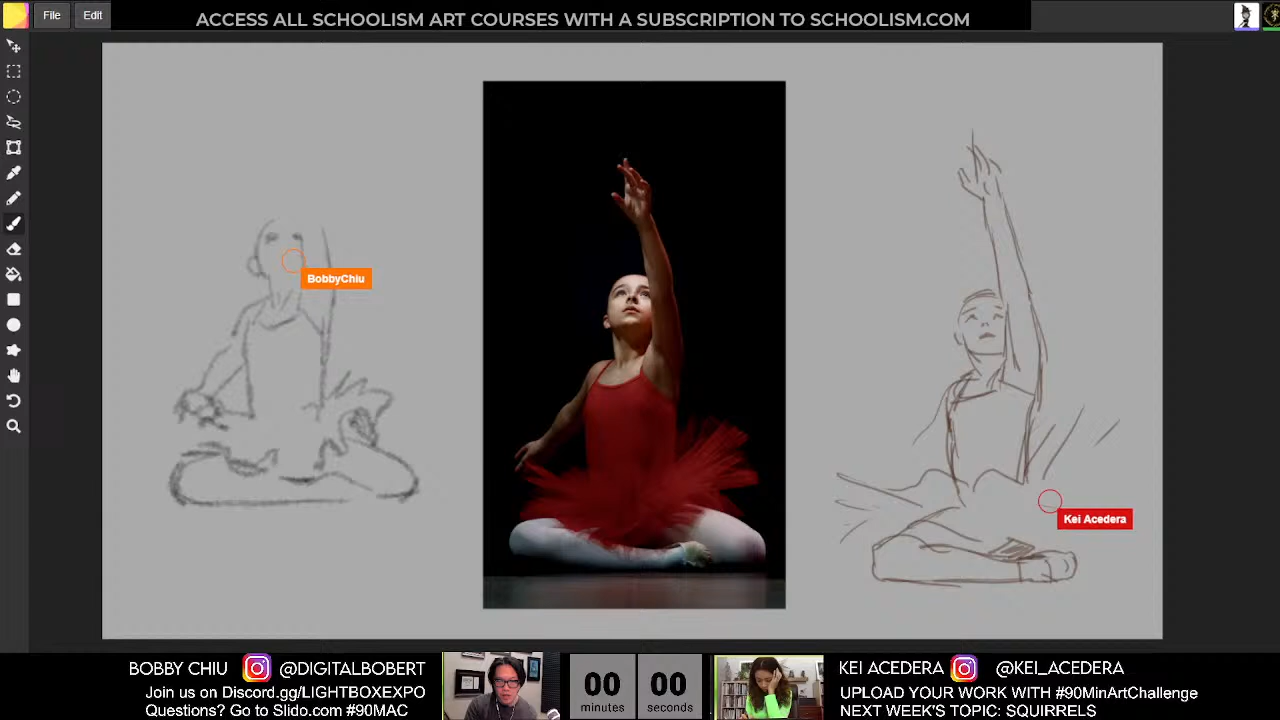 ACCESS ALL SCHOOLISM ART COURSES WITH A SUBSCRIPTION TO SCHOOLISM.COM
File Edit
BobbyChiu
Kei Acedera
BOBBY CHIU @DIGITALBOBERT
Join us on Discord.gg/LIGHTBOXEXPO
Questions? Go to Slido.com #90MAC
00 00
minutes seconds
KEI ACEDERA @KEI_ACEDERA
UPLOAD YOUR WORK WITH #90MinArtChallenge
NEXT WEEK'S TOPIC: SQUIRRELS